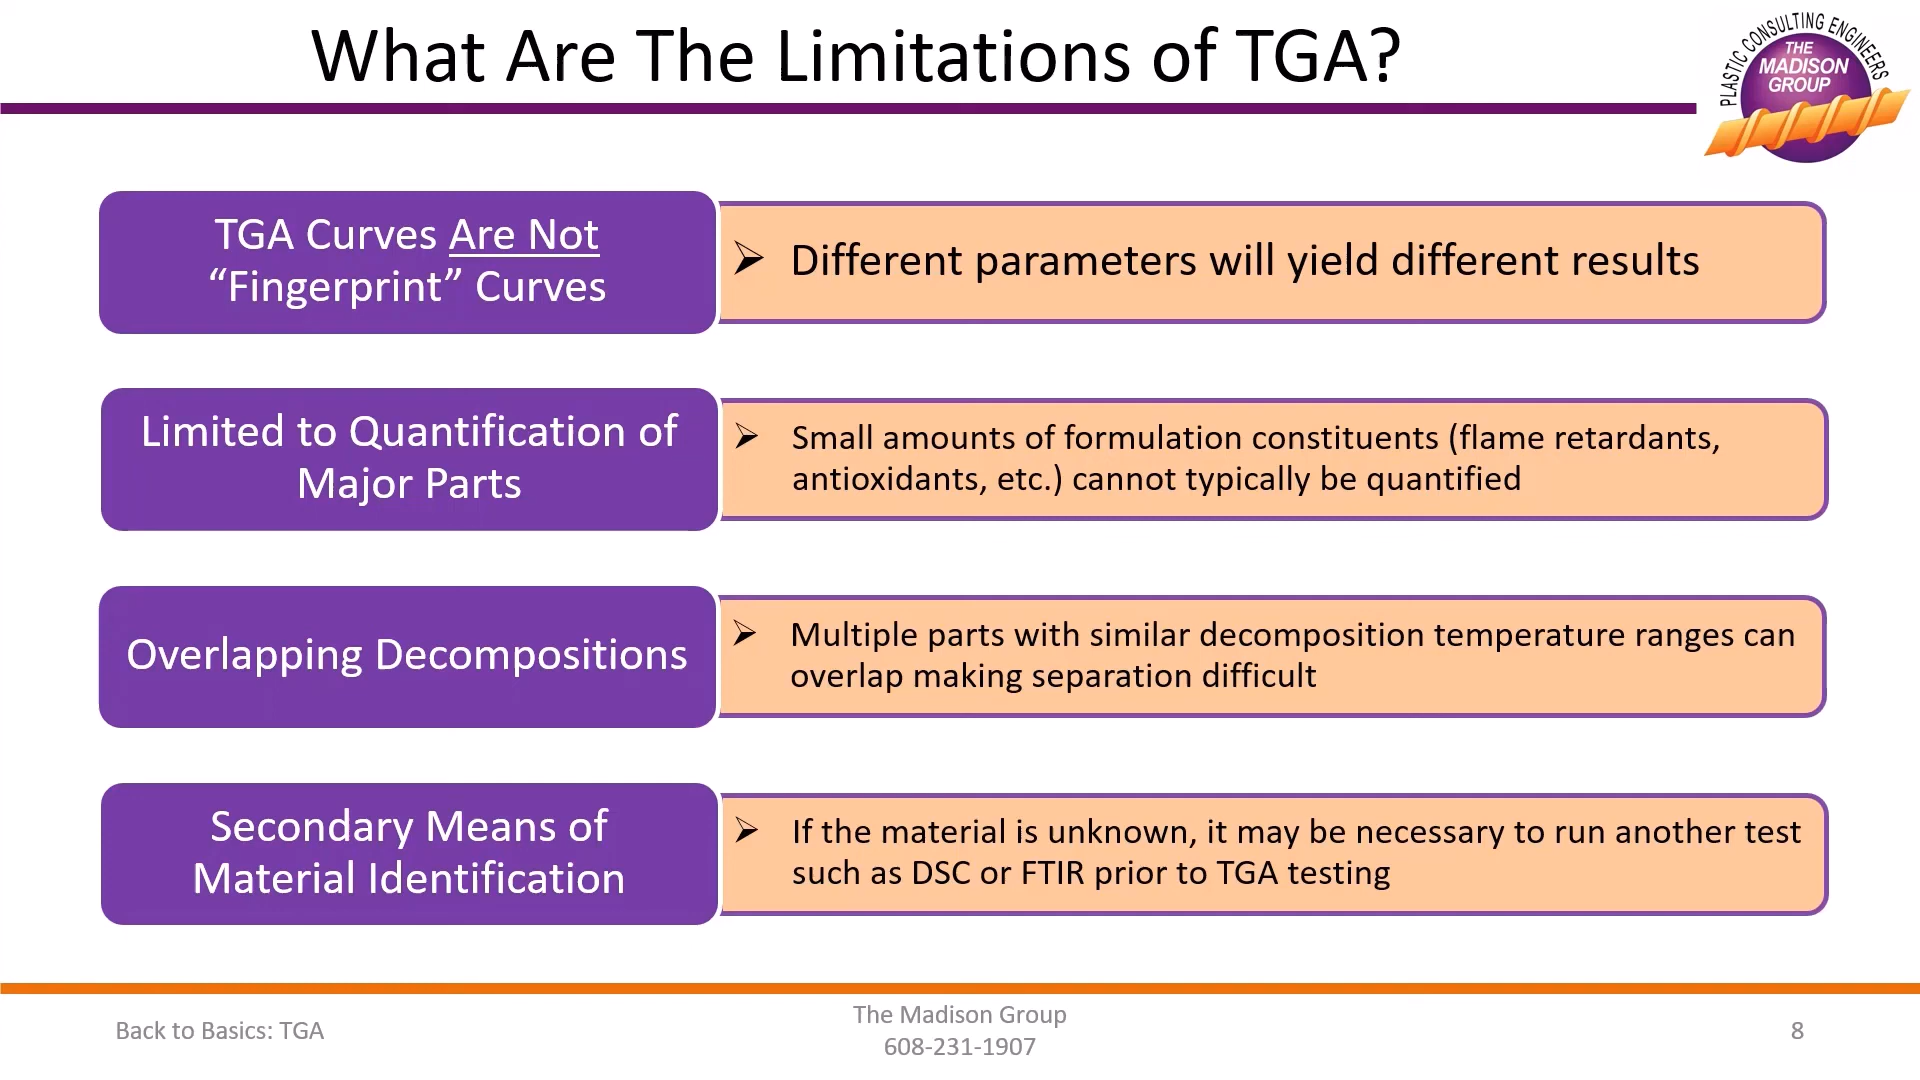 What Are The Limitations of TGA?
PLASTIC CONSULTING ENGINEERS
THE
MADISON
GROUP
TGA Curves Are Not
“Fingerprint” Curves
➢ Different parameters will yield different results
Limited to Quantification of
Major Parts
➢ Small amounts of formulation constituents (flame retardants,
antioxidants, etc.) cannot typically be quantified
Overlapping Decompositions
➢ Multiple parts with similar decomposition temperature ranges can
overlap making separation difficult
Secondary Means of
Material Identification
➢ If the material is unknown, it may be necessary to run another test
such as DSC or FTIR prior to TGA testing
Back to Basics: TGA
The Madison Group
608-231-1907
8